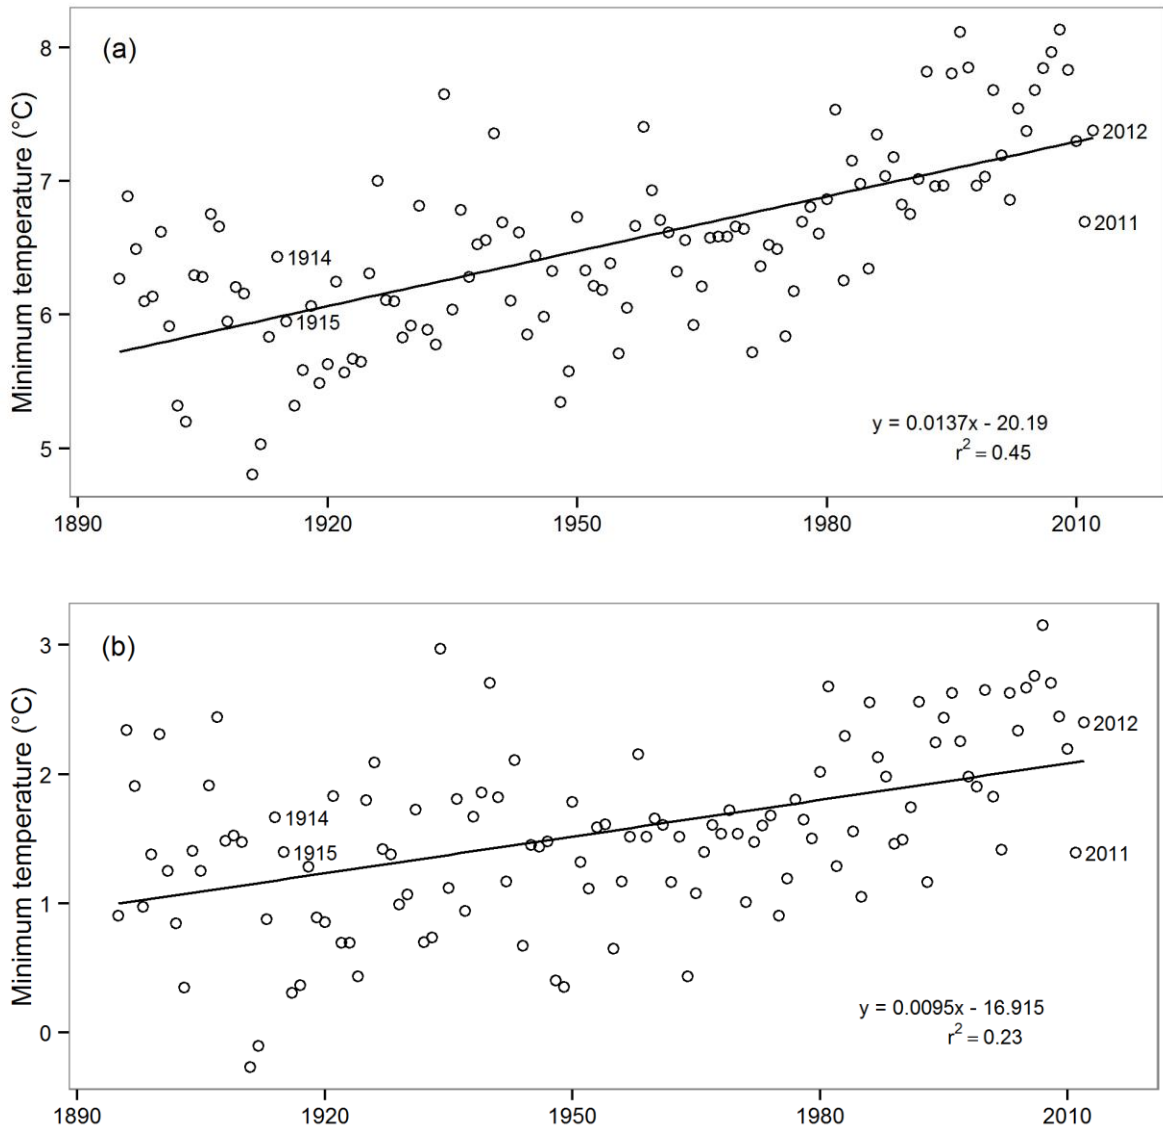 (a)
Minimum temperature (°C)
8
7
6
5
1914
1915
2012
2011
y = 0.0137x - 20.19
r² = 0.45
1890 1920 1950 1980 2010
(b)
Minimum temperature (°C)
3
2
1
0
1914
1915
2012
2011
y = 0.0095x - 16.915
r² = 0.23
1890 1920 1950 1980 2010